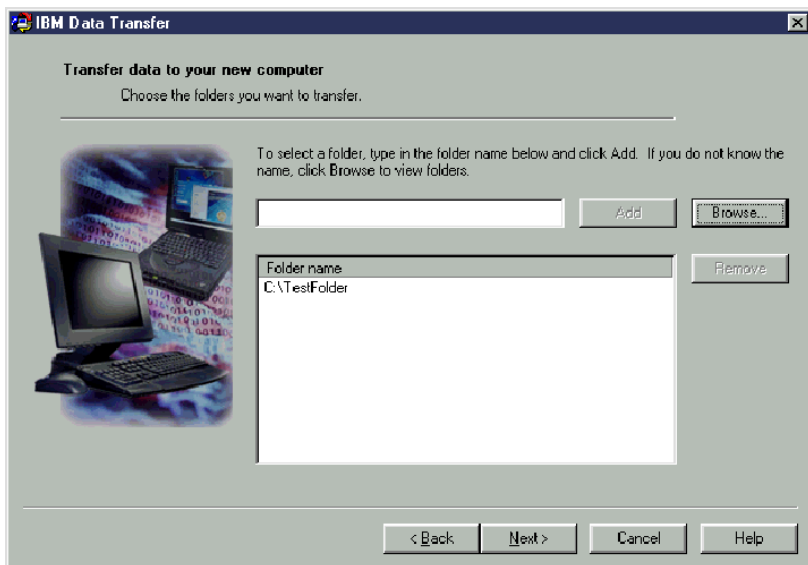 IBM Data Transfer
Transfer data to your new computer
Choose the folders you want to transfer.
To select a folder, type in the folder name below and click Add. If you do not know the
name, click Browse to view folders.
Add
Browse...
Folder name
Remove
C:\TestFolder
< Back
Next >
Cancel
Help